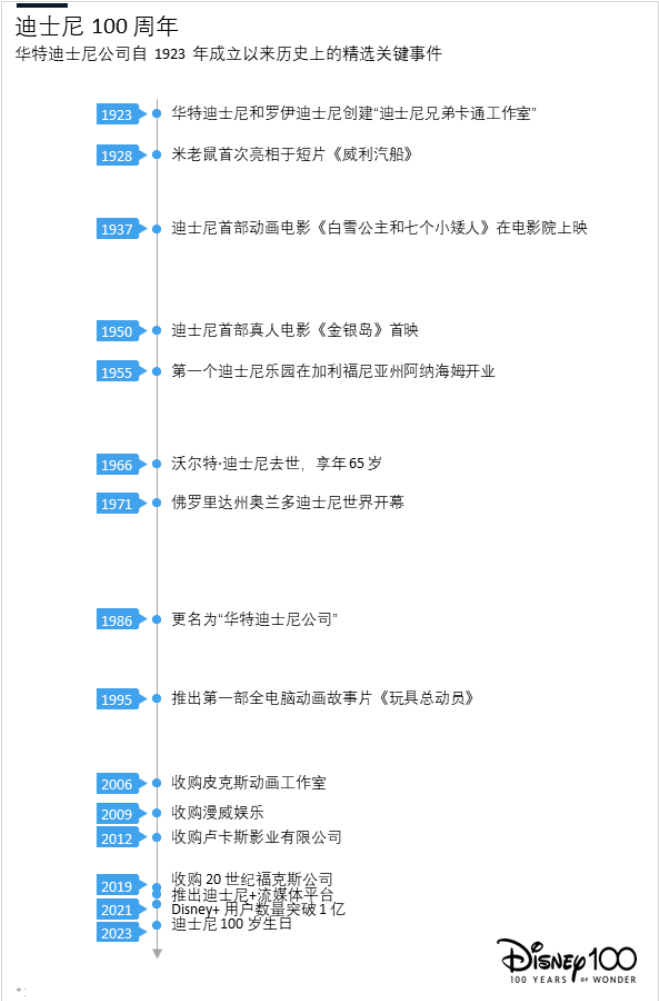 迪士尼 100 周年
华特迪士尼公司自 1923 年成立以来历史上的精选关键事件
1923 华特迪士尼和罗伊迪士尼创建“迪士尼兄弟卡通工作室”
1928 米老鼠首次亮相于短片《威利汽船》
1937 迪士尼首部动画电影《白雪公主和七个小矮人》在电影院上映
1950 迪士尼首部真人电影《金银岛》首映
1955 第一个迪士尼乐园在加利福尼亚州阿纳海姆开业
1966 沃尔特·迪士尼去世，享年 65 岁
1971 佛罗里达州奥兰多迪士尼世界开幕
1986 更名为“华特迪士尼公司”
1995 推出第一部全电脑动画故事片《玩具总动员》
2006 收购皮克斯动画工作室
2009 收购漫威娱乐
2012 收购卢卡斯影业有限公司
2019 收购 20 世纪福克斯公司
推出迪士尼+流媒体平台
2021 Disney+ 用户数量突破 1 亿
2023 迪士尼 100 岁生日
Disney100
100 YEARS OF WONDER